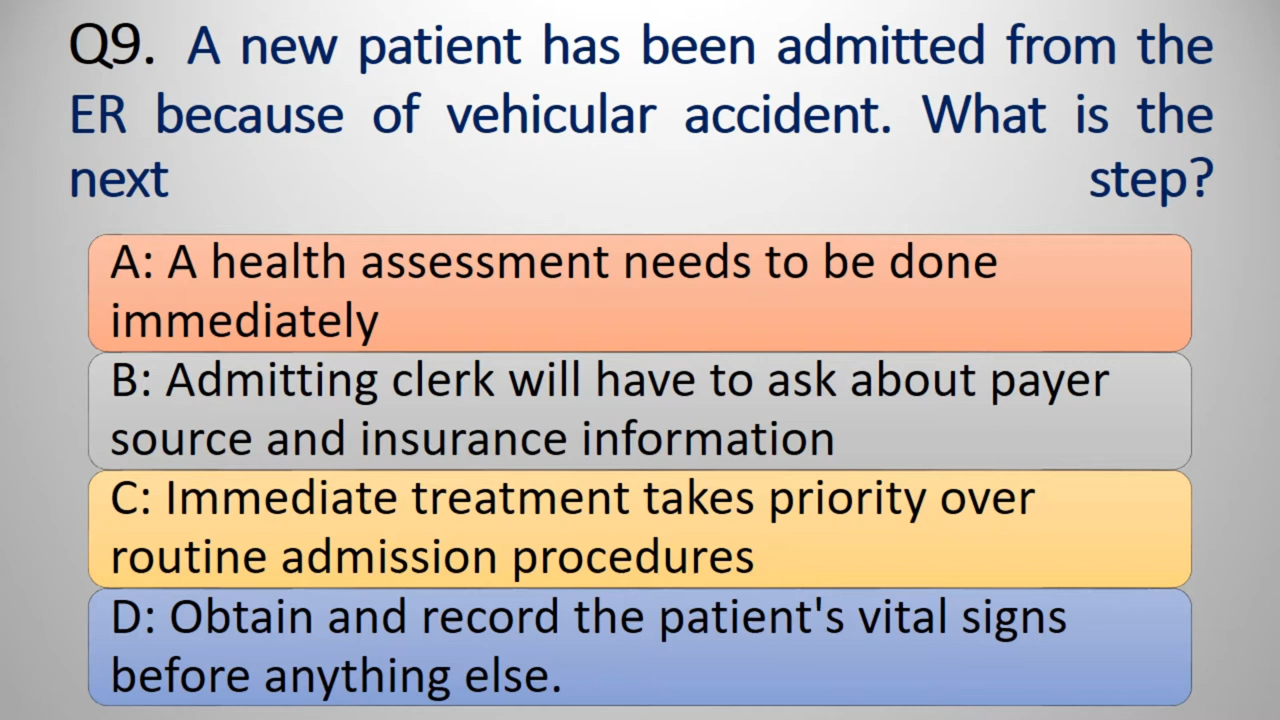 Q9. A new patient has been admitted from the
ER because of vehicular accident. What is the
next step?
A: A health assessment needs to be done
immediately
B: Admitting clerk will have to ask about payer
source and insurance information
C: Immediate treatment takes priority over
routine admission procedures
D: Obtain and record the patient's vital signs
before anything else.